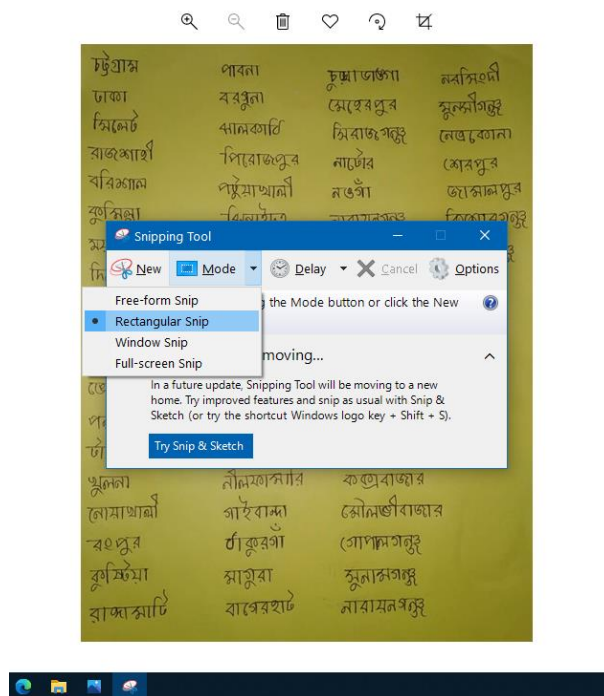 চট্টগ্রাম পাবনা চুয়াডাঙ্গা নরসিংদী
ঢাকা বরগুনা মেহেরপুর মুন্সীগঞ্জ
সিলেট ঝালকাঠি সিরাজগঞ্জ নেত্রকোনা
রাজশাহী পিরোজপুর নাটোর শেরপুর
বরিশাল পটুয়াখালী নওগাঁ জামালপুর
কুমিল্লা
Snipping Tool
New Mode Delay Cancel Options
Free-form Snip
Rectangular Snip
Window Snip
Full-screen Snip
the Mode button or click the New
moving...
In a future update, Snipping Tool will be moving to a new
home. Try improved features and snip as usual with Snip &
Sketch (or try the shortcut Windows logo key + Shift + S).
Try Snip & Sketch
খুলনা নীলফামারি কক্সবাজার
নোয়াখালী গাইবান্দা মৌলভীবাজার
রংপুর ঠাকুরগাঁ গোপালগঞ্জ
কুষ্টিয়া মাগুরা সুনামগঞ্জ
রাঙ্গামাটি বাগেরহাট নারায়নগঞ্জ